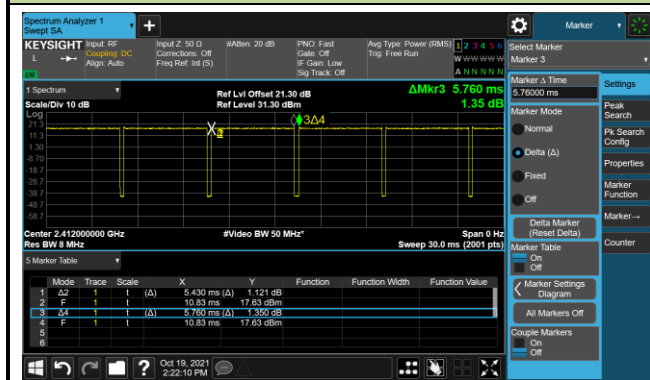 Spectrum Analyzer 1
Swept SA
+
Marker
KEYSIGHT Input: RF Input Z: 50 Ω #Atten: 20 dB PNO: Fast Avg Type: Power (RMS) 1 2 3 4 5 6
L Coupling: DC Corrections: Off Gate: Off Trig: Free Run
Align: Auto Freq Ref: Int (S) IF Gain: Low W W W W W W
Sig Track: Off A N N N N N
Select Marker
Marker 3
1 Spectrum
Scale/Div 10 dB
Ref Lvl Offset 21.30 dB
Ref Level 31.30 dBm
ΔMkr3 5.760 ms
1.35 dB
Log
21.3
11.3
1.30
-8.70
-18.7
-28.7
-38.7
-48.7
-58.7
X2
3Δ4
Center 2.412000000 GHz #Video BW 50 MHz* Span 0 Hz
Res BW 8 MHz Sweep 30.0 ms (2001 pts)
5 Marker Table
Mode Trace Scale X Y Function Function Width Function Value
1 Δ2 1 t (Δ) 5.430 ms (Δ) 1.121 dB
2 F 1 t 10.83 ms 17.63 dBm
3 Δ4 1 t (Δ) 5.760 ms (Δ) 1.350 dB
4 F 1 t 10.83 ms 17.63 dBm
5
6
Marker Δ Time
5.76000 ms
Marker Mode
Normal
Delta (Δ)
Fixed
Off
Delta Marker
(Reset Delta)
Marker Table
On
Off
Marker Settings
Diagram
All Markers Off
Couple Markers
On
Off
Settings
Peak
Search
Pk Search
Config
Properties
Marker
Function
Marker→
Counter
?
Oct 19, 2021
2:22:10 PM